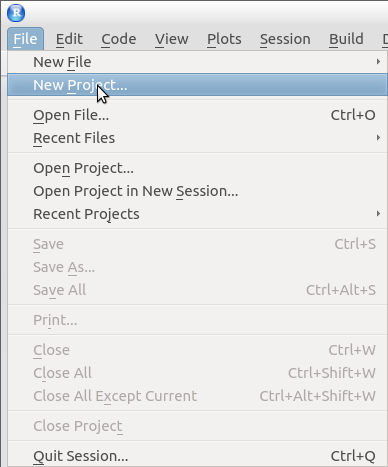 R
File Edit Code View Plots Session Build D
New File
New Project...
Open File... Ctrl+O
Recent Files
Open Project...
Open Project in New Session...
Recent Projects
Save Ctrl+S
Save As...
Save All Ctrl+Alt+S
Print...
Close Ctrl+W
Close All Ctrl+Shift+W
Close All Except Current Ctrl+Alt+Shift+W
Close Project
Quit Session... Ctrl+Q